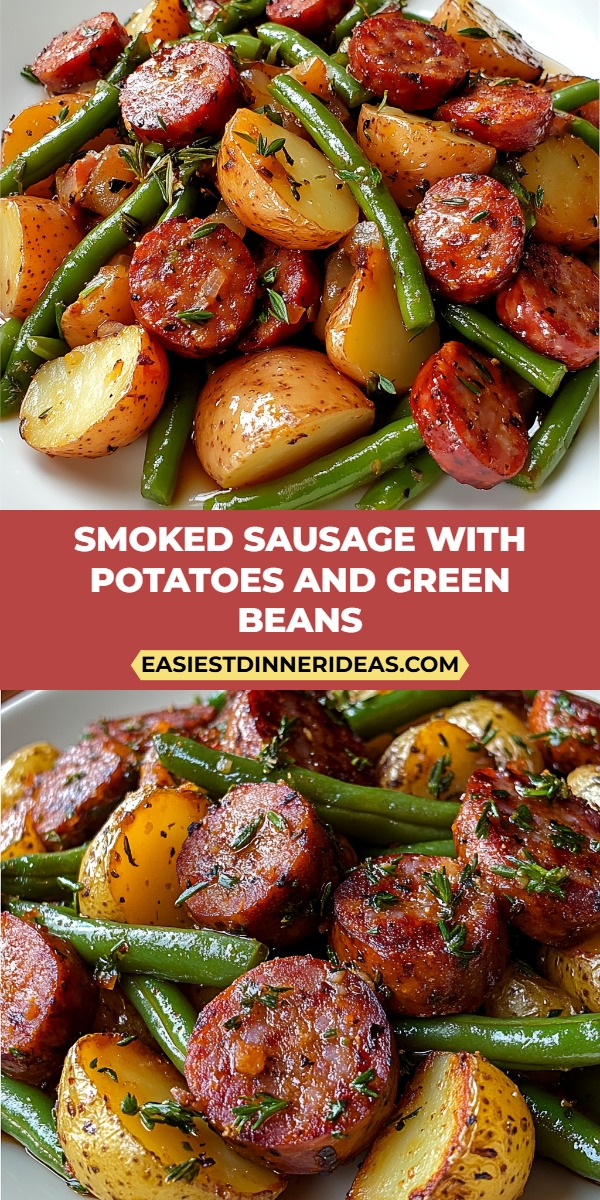 SMOKED SAUSAGE WITH
POTATOES AND GREEN
BEANS
EASIESTDINNERIDEAS.COM